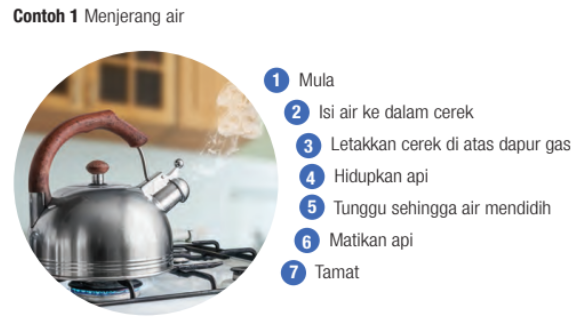 Contoh 1 Menjerang air
1 Mula
2 Isi air ke dalam cerek
3 Letakkan cerek di atas dapur gas
4 Hidupkan api
5 Tunggu sehingga air mendidih
6 Matikan api
7 Tamat